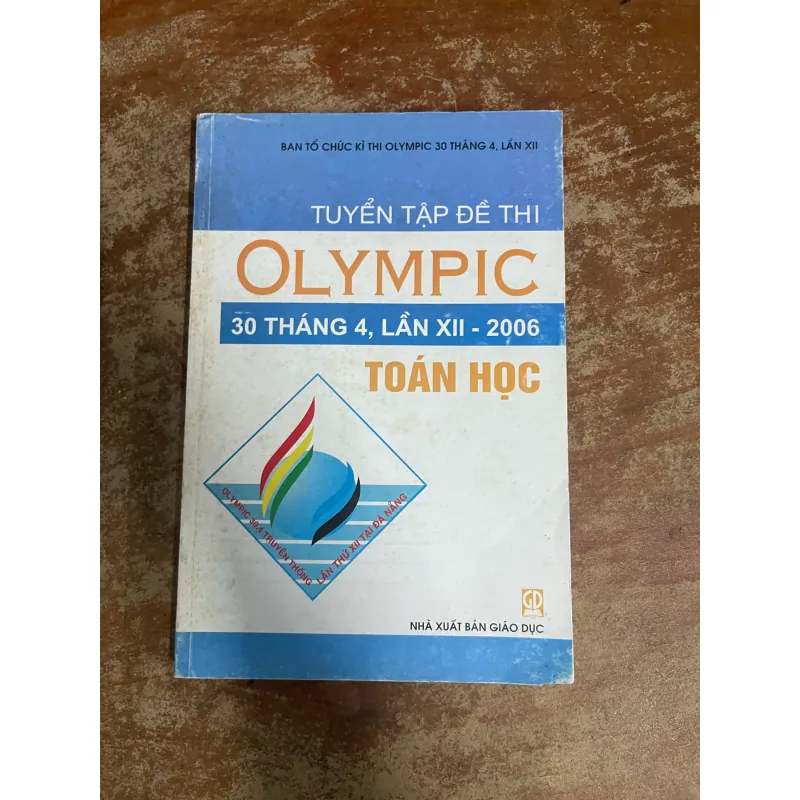 BAN TỔ CHỨC KÌ THI OLYMPIC 30 THÁNG 4, LẦN XII
TUYỂN TẬP ĐỀ THI
OLYMPIC
30 THÁNG 4, LẦN XII - 2006
TOÁN HỌC
OLYMPIC 30.4 TRUYỀN THỐNG
LẦN THỨ XII TẠI ĐÀ NẴNG
GD
NHÀ XUẤT BẢN GIÁO DỤC